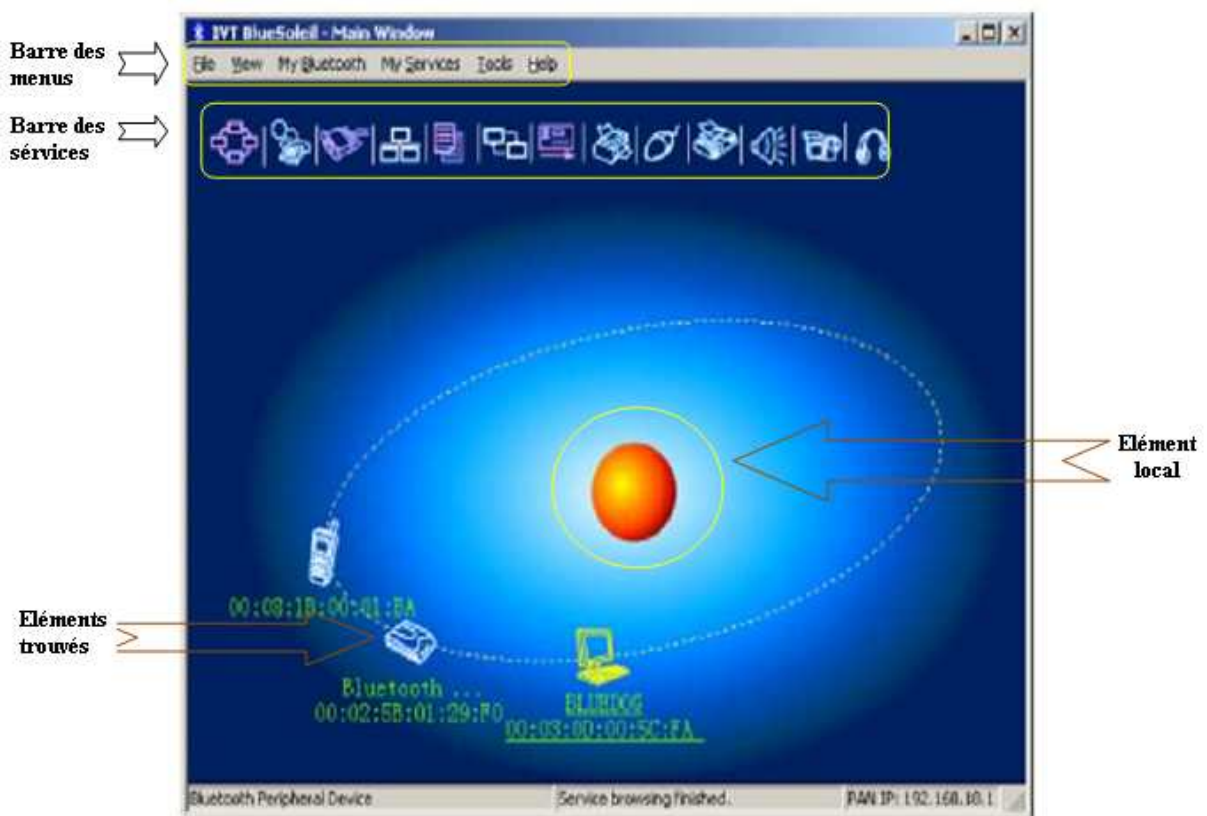 IVT BlueSoleil - Main Window
Barre des
menus
File View My Bluetooth My Services Tools Help
Barre des
sérvices
Elément
local
00:08:1B:00:01:BA
Eléments
trouvés
Bluetooth ...
00:02:5B:01:29:F0
BLUEDOG
00:03:0D:00:5C:FA
Bluetooth Peripheral Device
Service browsing finished.
PAN IP: 192.168.10.1